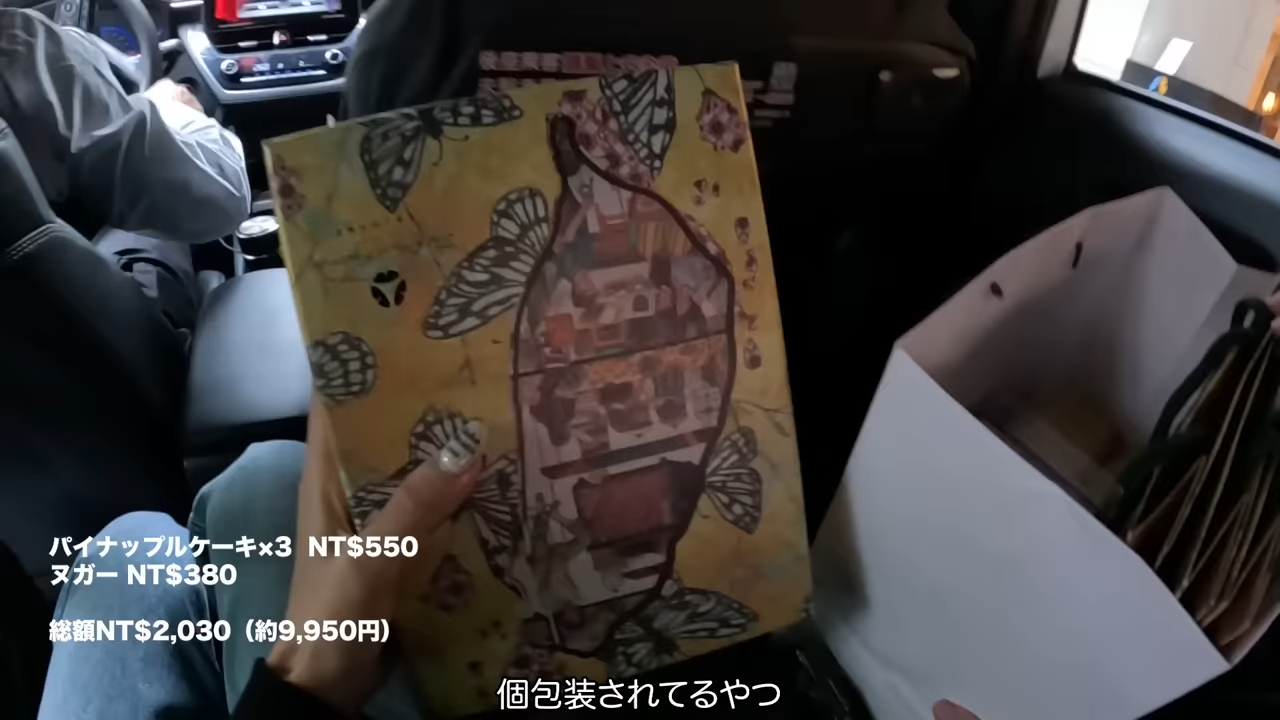 パイナップルケーキ×3 NT$550
ヌガー NT$380
総額NT$2,030（約9,950円）
個包装されてるやつ